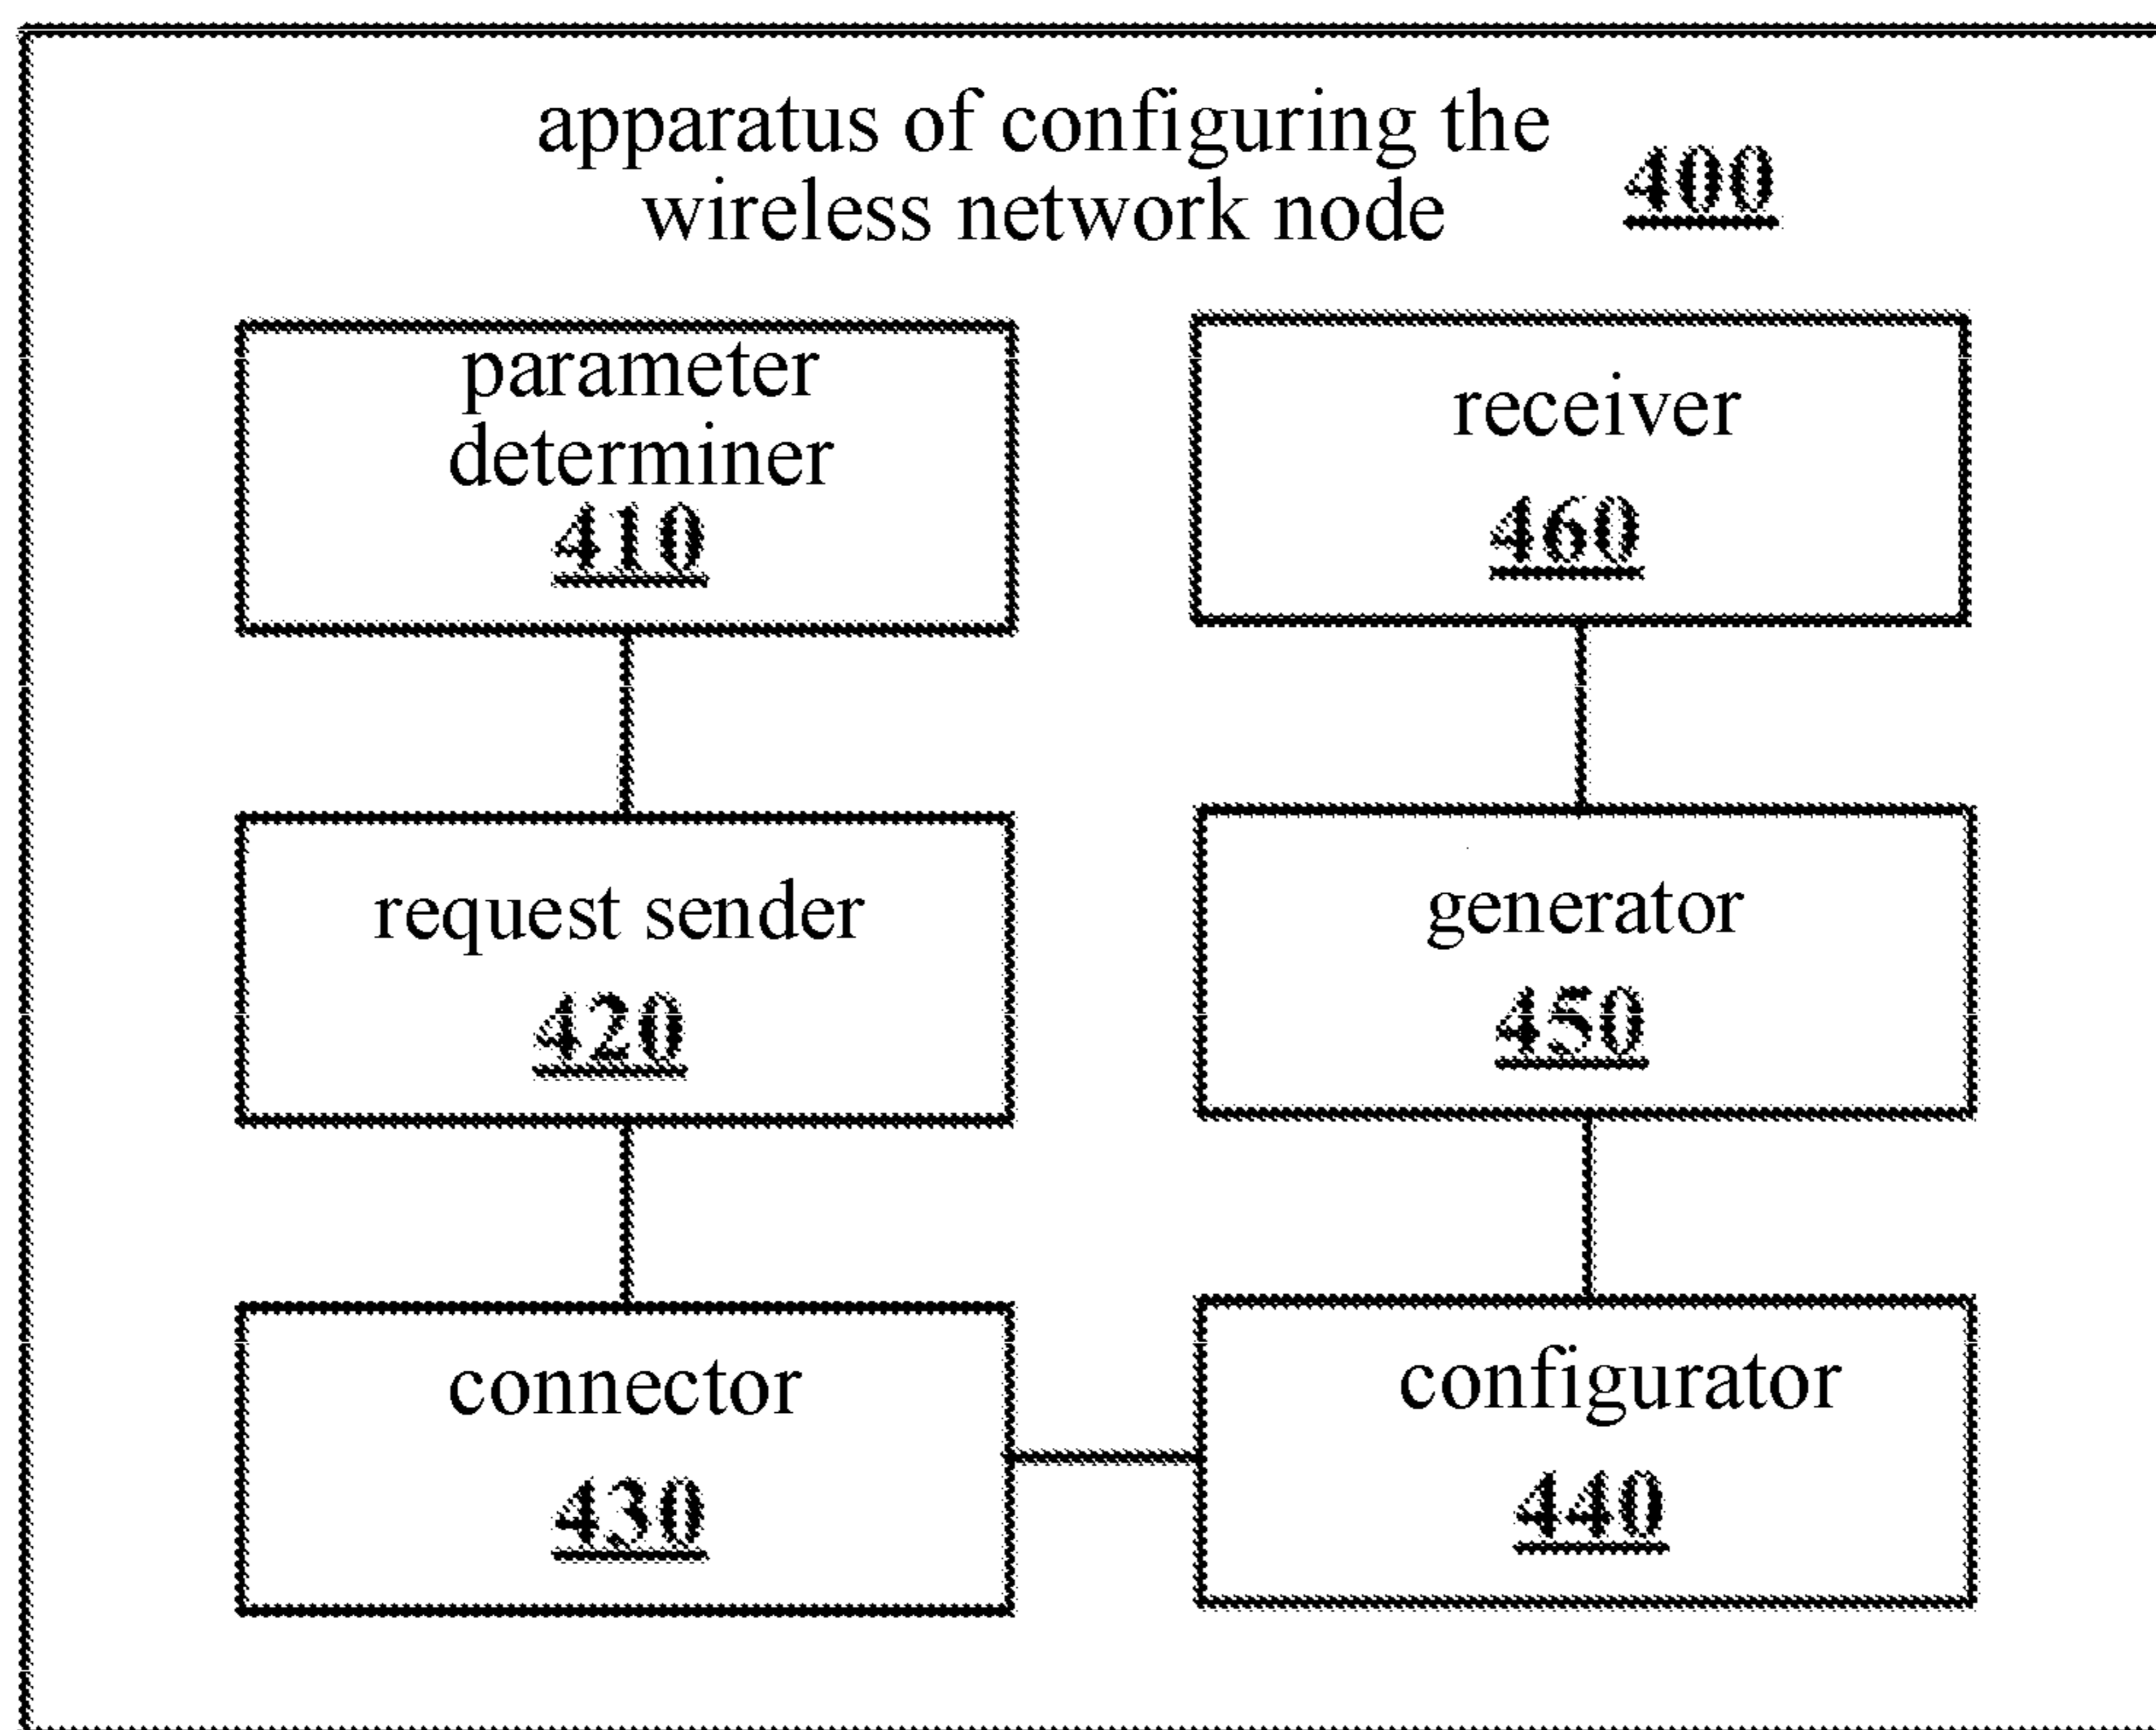 apparatus of configuring the
wireless network node
400
parameter
determiner
410
receiver
460
request sender
420
generator
450
connector
430
configurator
440